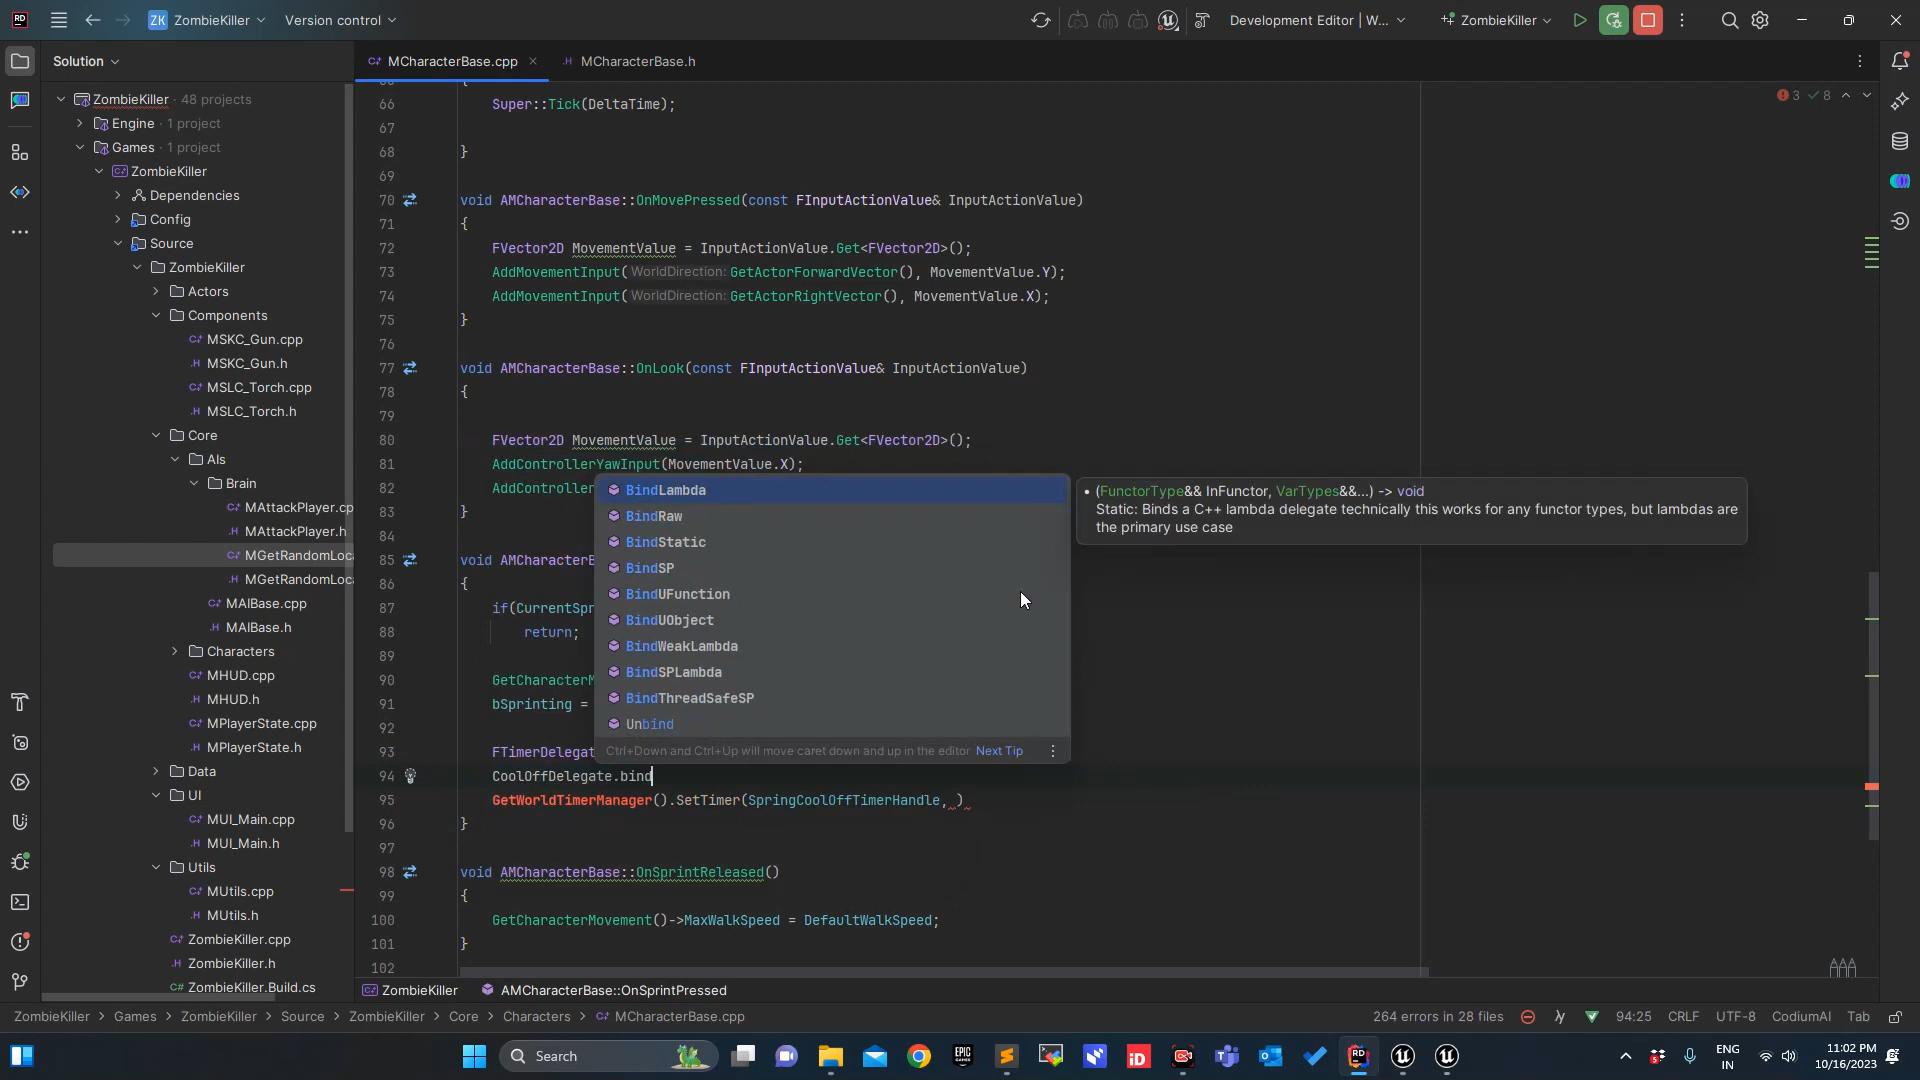 ZK ZombieKiller
Version control
Development Editor | W...
ZombieKiller
Solution
MCharacterBase.cpp
MCharacterBase.h
ZombieKiller · 48 projects
Engine · 1 project
Games · 1 project
ZombieKiller
Dependencies
Config
Source
ZombieKiller
Actors
Components
MSKC_Gun.cpp
MSKC_Gun.h
MSLC_Torch.cpp
MSLC_Torch.h
Core
AIs
Brain
MAttackPlayer.cp
MAttackPlayer.h
MGetRandomLoca
MGetRandomLoca
MAIBase.cpp
MAIBase.h
Characters
MHUD.cpp
MHUD.h
MPlayerState.cpp
MPlayerState.h
Data
UI
MUI_Main.cpp
MUI_Main.h
Utils
MUtils.cpp
MUtils.h
ZombieKiller.cpp
ZombieKiller.h
ZombieKiller.Build.cs
3 8
66 Super::Tick(DeltaTime);
67
68 }
69
70 void AMCharacterBase::OnMovePressed(const FInputActionValue& InputActionValue)
71 {
72 FVector2D MovementValue = InputActionValue.Get<FVector2D>();
73 AddMovementInput(WorldDirection: GetActorForwardVector(), MovementValue.Y);
74 AddMovementInput(WorldDirection: GetActorRightVector(), MovementValue.X);
75 }
76
77 void AMCharacterBase::OnLook(const FInputActionValue& InputActionValue)
78 {
79
80 FVector2D MovementValue = InputActionValue.Get<FVector2D>();
81 AddControllerYawInput(MovementValue.X);
82 AddController
83 }
84
85 void AMCharacterB
86 {
87 if(CurrentSpr
88 return;
89
90 GetCharacterM
91 bSprinting =
92
93 FTimerDelegat
94 CoolOffDelegate.bind
95 GetWorldTimerManager().SetTimer(SpringCoolOffTimerHandle, )
96 }
97
98 void AMCharacterBase::OnSprintReleased()
99 {
100 GetCharacterMovement()->MaxWalkSpeed = DefaultWalkSpeed;
101 }
102
BindLambda
BindRaw
BindStatic
BindSP
BindUFunction
BindUObject
BindWeakLambda
BindSPLambda
BindThreadSafeSP
Unbind
Ctrl+Down and Ctrl+Up will move caret down and up in the editor Next Tip
• (FunctorType&& InFunctor, VarTypes&&...) -> void
Static: Binds a C++ lambda delegate technically this works for any functor types, but lambdas are
the primary use case
ZombieKiller AMCharacterBase::OnSprintPressed
ZombieKiller > Games > ZombieKiller > Source > ZombieKiller > Core > Characters > MCharacterBase.cpp
264 errors in 28 files 94:25 CRLF UTF-8 CodiumAI Tab
Search
ENG
IN
11:02 PM
10/16/2023